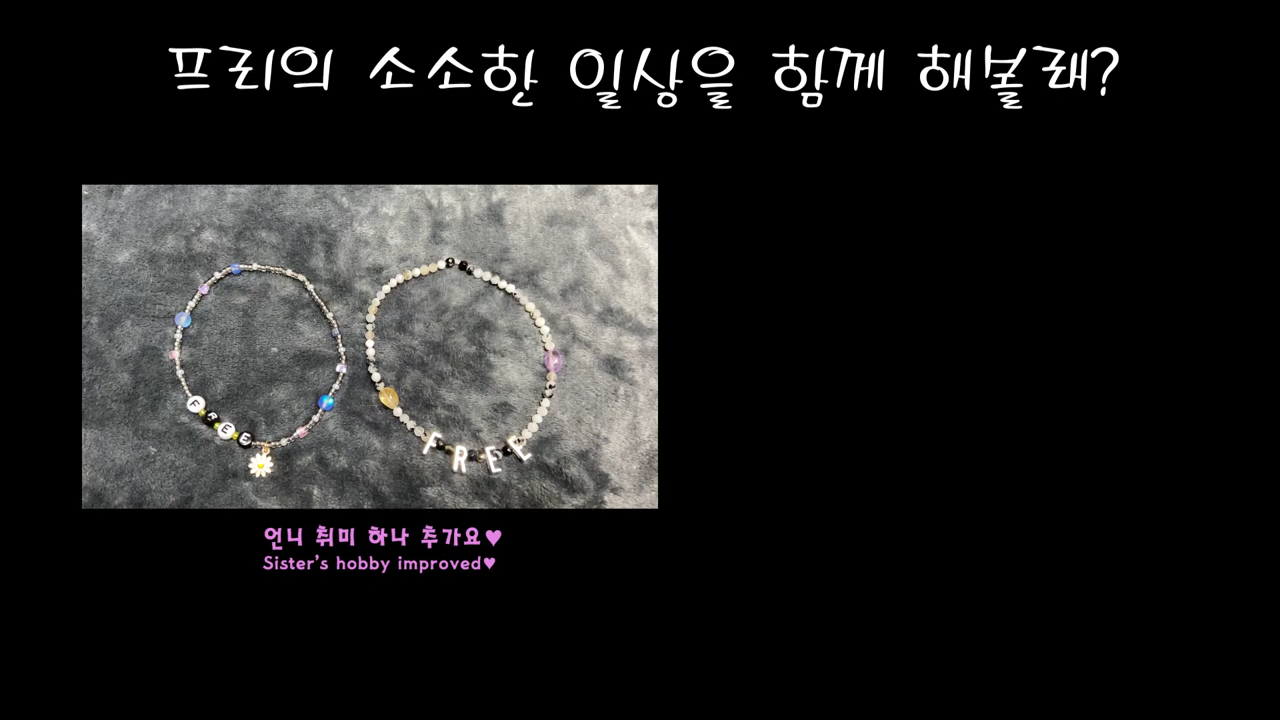 프리의 소소한 일상을 함께 해볼래?
FREE
FREE
언니 취미 하나 추가요♥
Sister's hobby improved♥